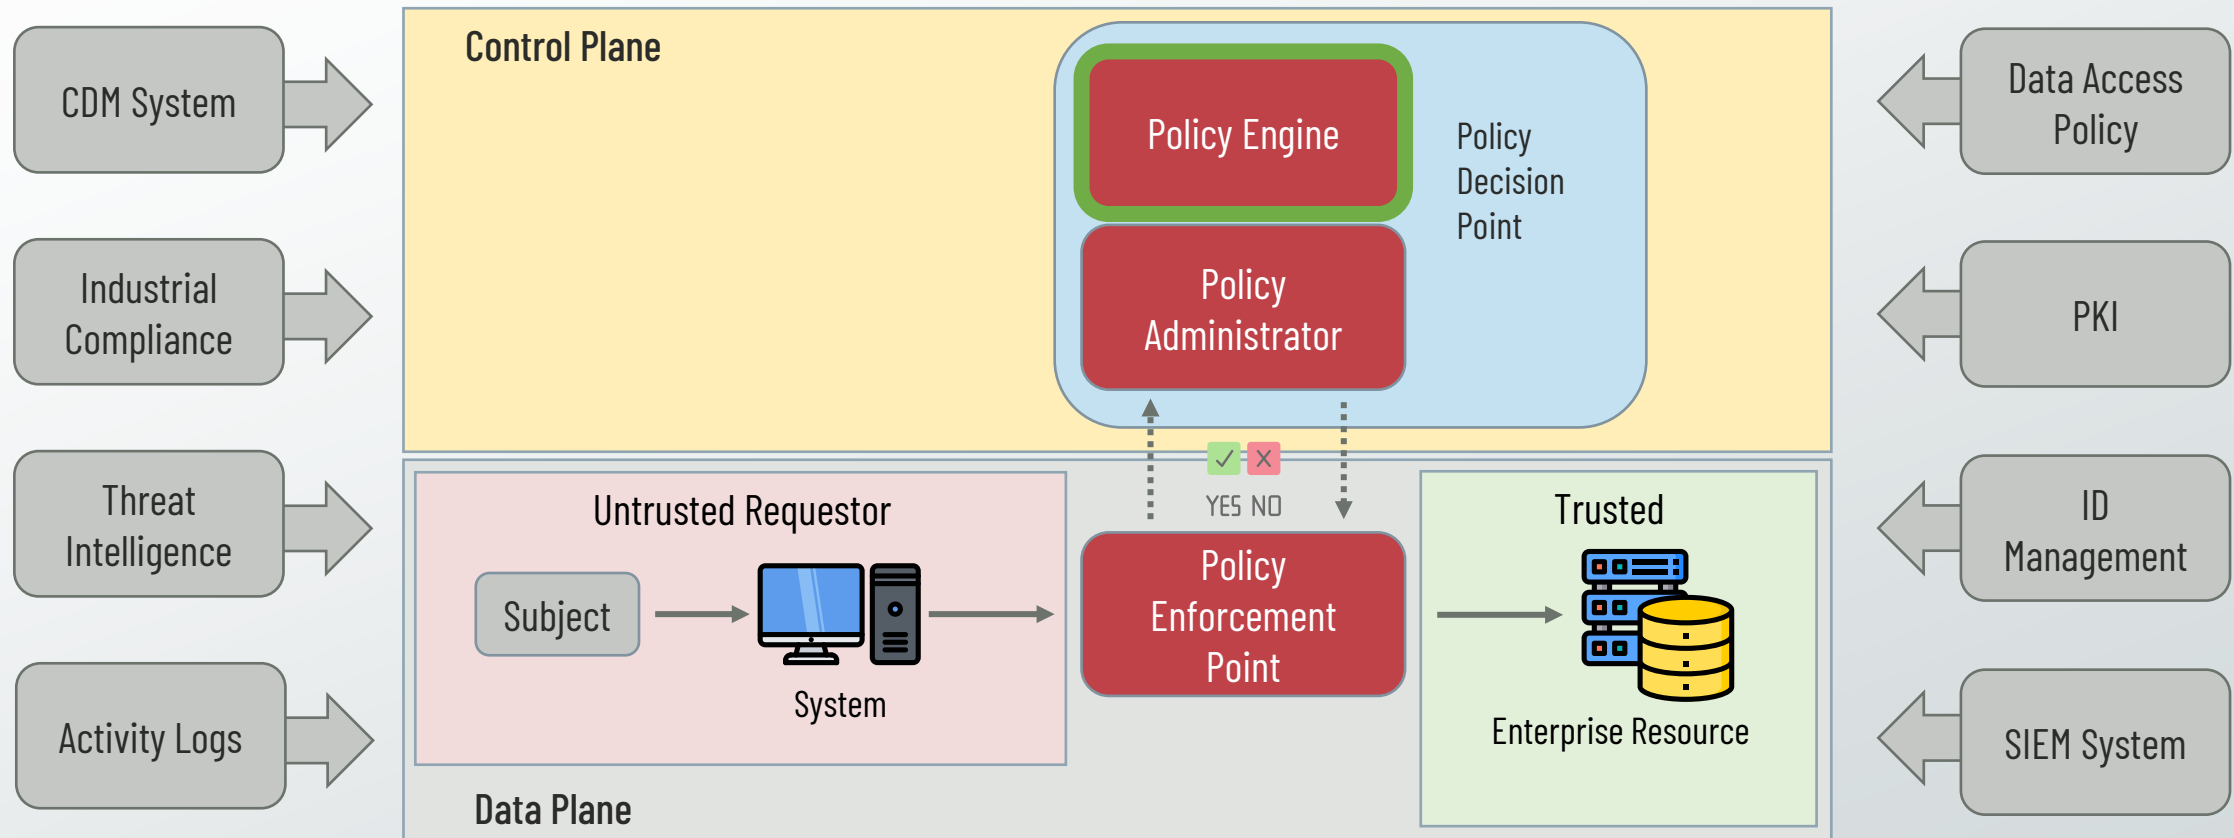 CDM System
Industrial
Compliance
Threat
Intelligence
Activity Logs
Control Plane
Policy Engine
Policy
Decision
Point
Policy
Administrator
YES NO
Untrusted Requestor
Subject
System
Policy
Enforcement
Point
Trusted
Enterprise Resource
Data Plane
Data Access
Policy
PKI
ID
Management
SIEM System